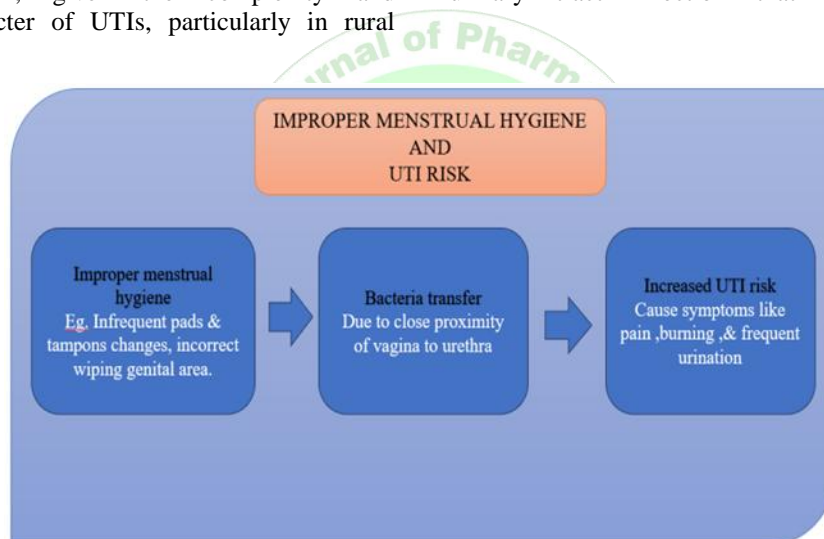 cter of UTIs, particularly in rural
rnal of Pharm
IMPROPER MENSTRUAL HYGIENE
AND
UTI RISK
Improper menstrual
hygiene
Eg. Infrequent pads &
tampons changes, incorrect
wiping genital area.
Bacteria transfer
Due to close proximity
of vagina to urethra
Increased UTI risk
Cause symptoms like
pain ,burning ,& frequent
urination